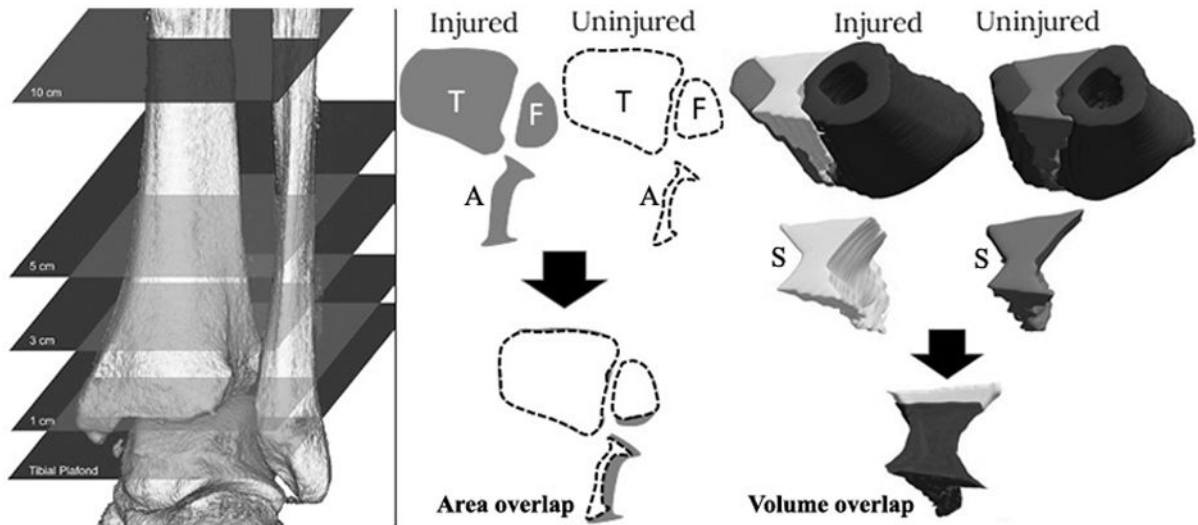 10 cm
5 cm
3 cm
1 cm
Tibial Plafond
Injured Uninjured
T F T F
A A
Area overlap
Injured Uninjured
S S
Volume overlap